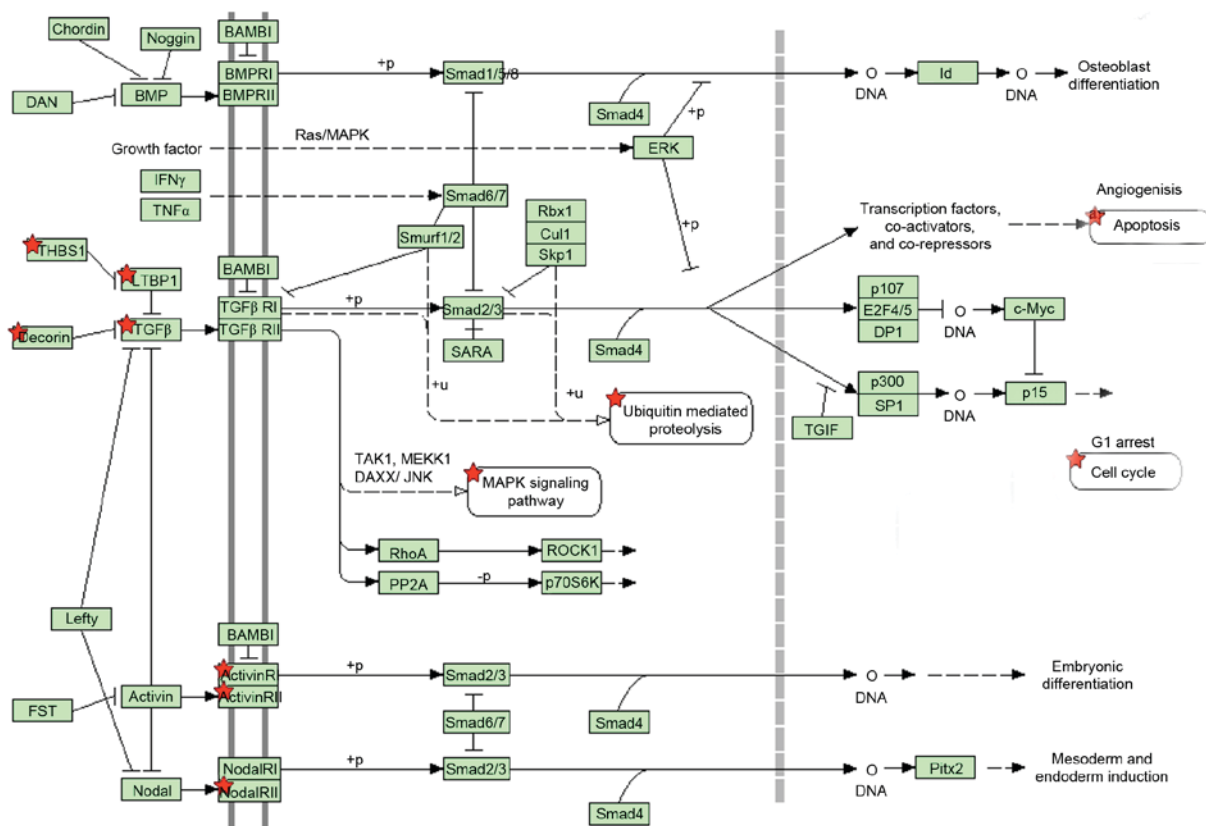 Chordin
Noggin
BAMBI
DAN
BMP
BMPRI
BMPRII
+p
Smad1/5/8
Smad4
O
DNA
Id
O
DNA
Osteoblast
differentiation
+p
Growth factor
Ras/MAPK
ERK
IFNγ
TNFα
Smad6/7
+p
Smurf1/2
Rbx1
Cul1
Skp1
Transcription factors,
co-activators,
and co-repressors
Angiogenisis
Apoptosis
THBS1
LTBP1
BAMBI
Decorin
TGFβ
TGFβ RI
TGFβ RII
+p
Smad2/3
SARA
Smad4
p107
E2F4/5
DP1
O
DNA
c-Myc
p300
SP1
O
DNA
p15
TGIF
+u
+u
Ubiquitin mediated
proteolysis
G1 arrest
Cell cycle
TAK1, MEKK1
DAXX/ JNK
MAPK signaling
pathway
RhoA
ROCK1
PP2A
-p
p70S6K
Lefty
BAMBI
FST
Activin
ActivinRI
ActivinRII
+p
Smad2/3
Smad4
O
DNA
Embryonic
differentiation
Smad6/7
Nodal
NodalRI
NodalRII
+p
Smad2/3
Smad4
O
DNA
Pitx2
Mesoderm and
endoderm induction